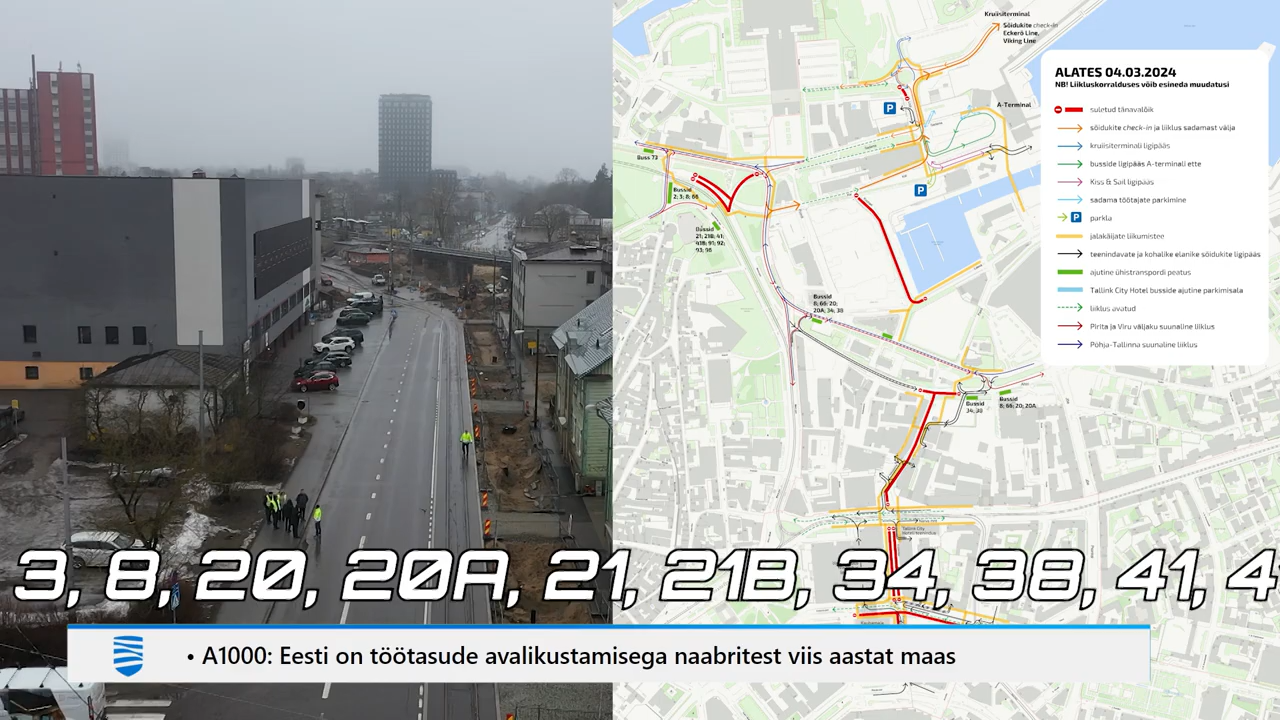 Kruiisiterminal
Sõidukite check-in
Eckerö Line,
Viking Line
A-Terminal
P
P
Buss 73
Bussid
2; 3; 8; 66
Bussid
21; 21B; 41;
41B; 91; 92;
93; 96
Bussid
8; 66; 20;
20A; 34; 38
Bussid
34; 38
Bussid
8; 66; 20; 20A
ALATES 04.03.2024
NB! Liikluskorralduses võib esineda muudatusi
suletud tänavalõik
sõidukite check-in ja liiklus sadamast välja
kruiisiterminali ligipääs
busside ligipääs A-terminali ette
Kiss & Sail ligipääs
sadama töötajate parkimine
P parkla
jalakäijate liikumistee
teenindavate ja kohalike elanike sõidukite ligipääs
ajutine ühistranspordi peatus
Tallink City Hotel busside ajutine parkimisala
liiklus avatud
Pirita ja Viru väljaku suunaline liiklus
Põhja-Tallinna suunaline liiklus
3, 8, 20, 20A, 21, 21B, 34, 38, 41, 4
• A1000: Eesti on töötasude avalikustamisega naabritest viis aastat maas